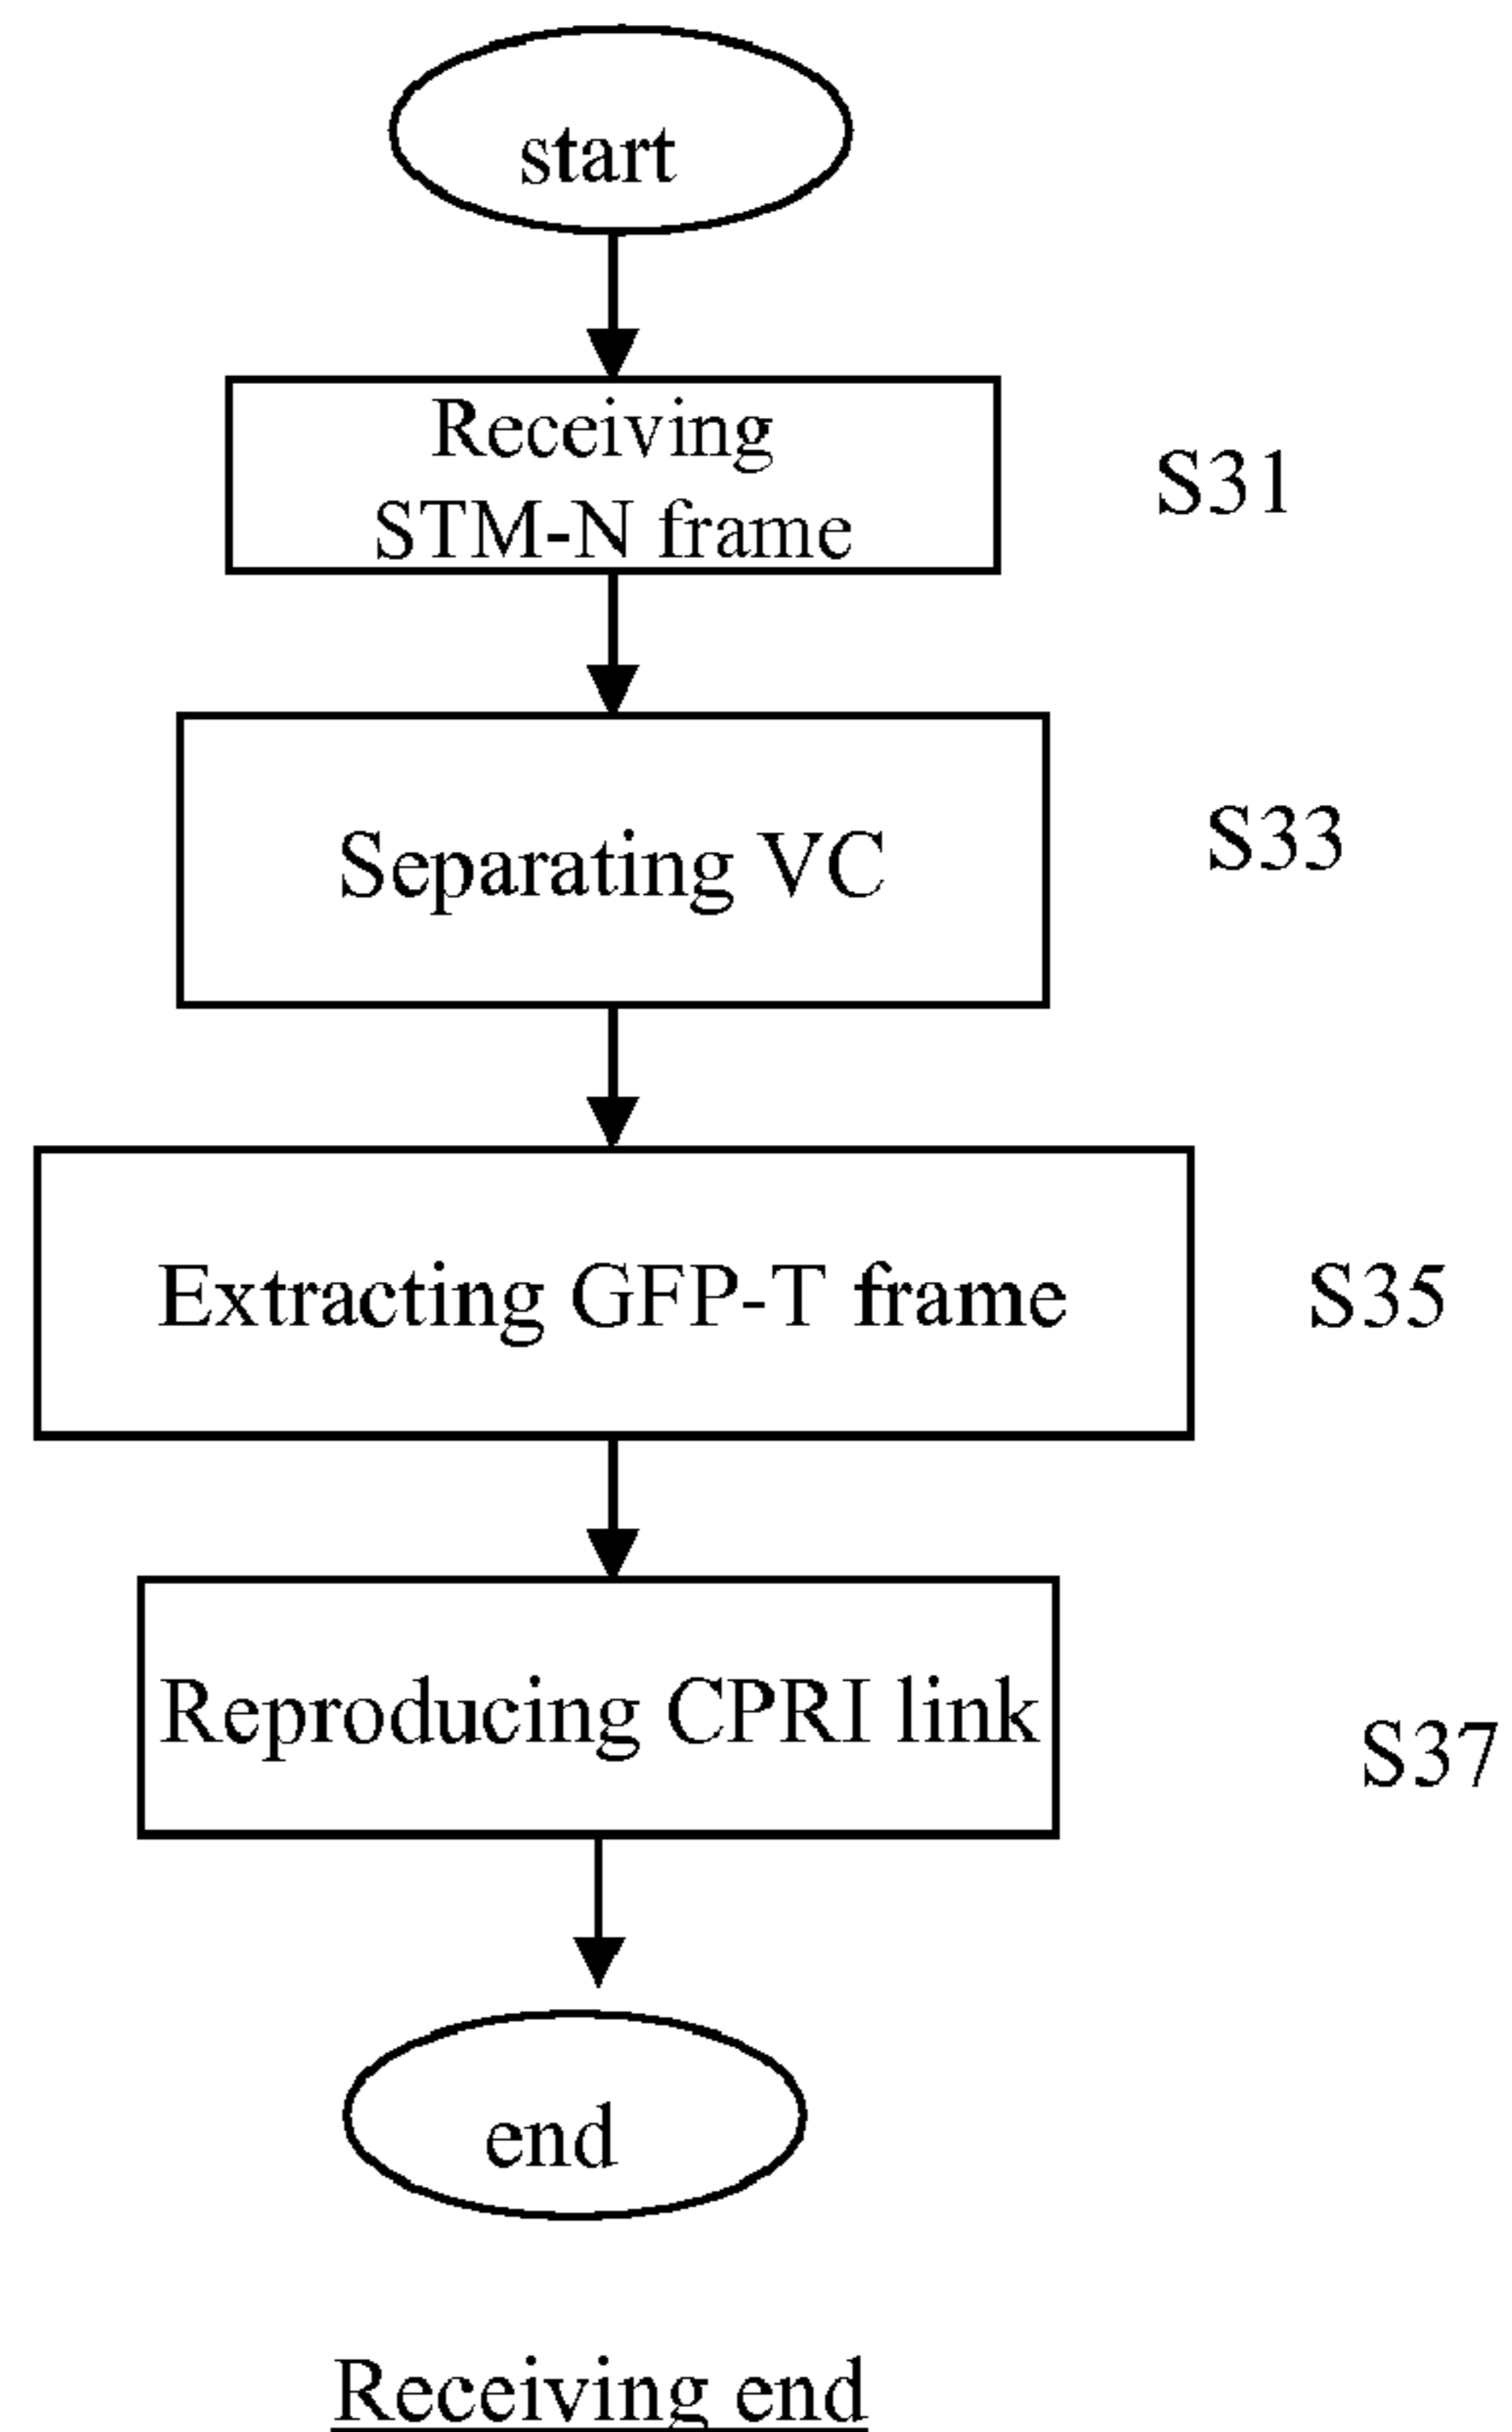 start
Receiving
STM-N frame
S31
Separating VC
S33
Extracting GFP-T frame
S35
Reproducing CPRI link
S37
end
Receiving end